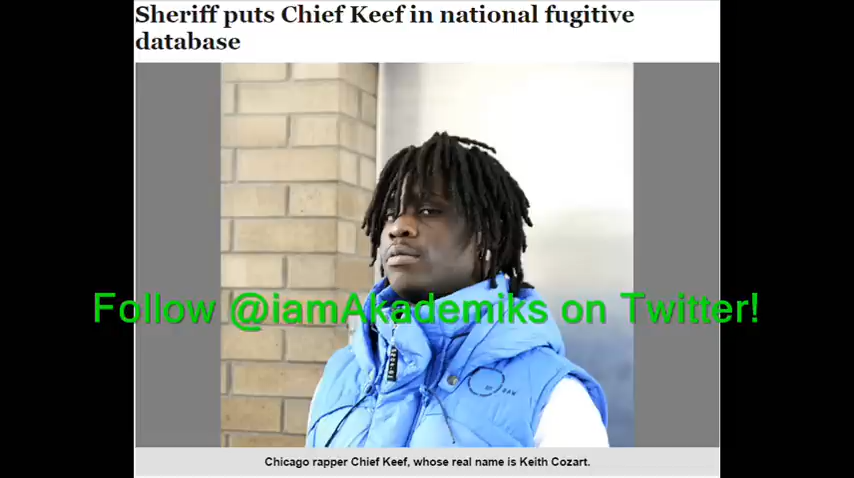 Sheriff puts Chief Keef in national fugitive
database
Follow @iamAkademiks on Twitter!
Chicago rapper Chief Keef, whose real name is Keith Cozart.